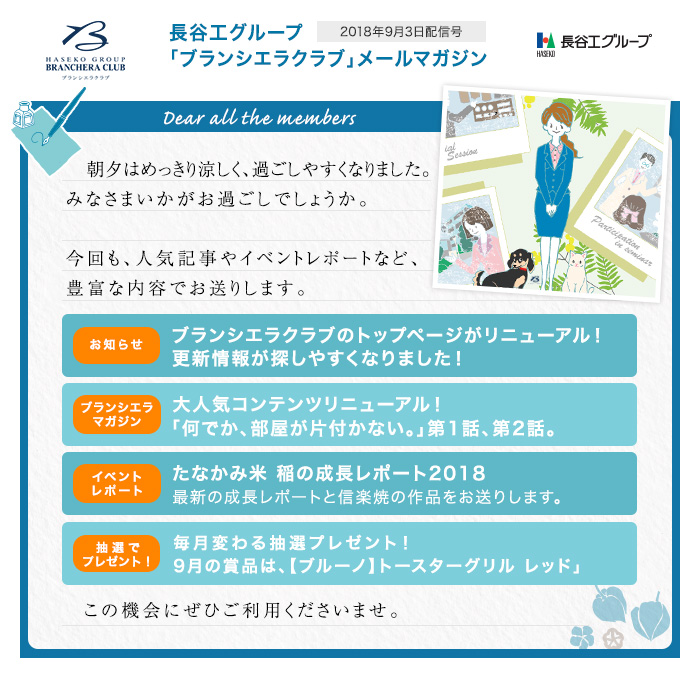 HASEKO GROUP
BRANCHERA CLUB
ブランシエラクラブ
長谷工グループ
2018年9月3日配信号
「ブランシエラクラブ」メールマガジン
HASEKO
長谷工グループ
Dear all the members
朝夕はめっきり涼しく、過ごしやすくなりました。
みなさまいかがお過ごしでしょうか。
今回も、人気記事やイベントレポートなど、
豊富な内容でお送りします。
ial
Session
Participation
in seminar
お知らせ
ブランシエラクラブのトップページがリニューアル！
更新情報が探しやすくなりました！
ブランシエラ
マガジン
大人気コンテンツリニューアル！
「何でか、部屋が片付かない。」第1話、第2話。
イベント
レポート
たなかみ米 稲の成長レポート2018
最新の成長レポートと信楽焼の作品をお送りします。
抽選で
プレゼント！
毎月変わる抽選プレゼント！
9月の賞品は、【ブルーノ】トースターグリル レッド」
この機会にぜひご利用くださいませ。